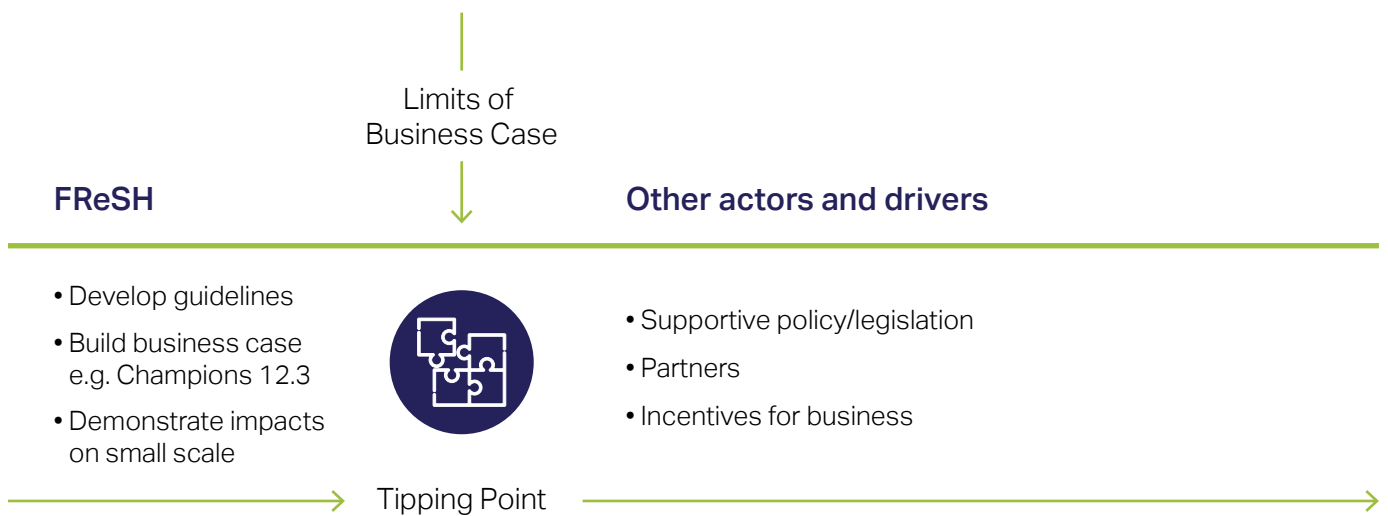 Limits of
Business Case
FReSH
Other actors and drivers
• Develop guidelines
• Build business case
e.g. Champions 12.3
• Demonstrate impacts
on small scale
• Supportive policy/legislation
• Partners
• Incentives for business
Tipping Point